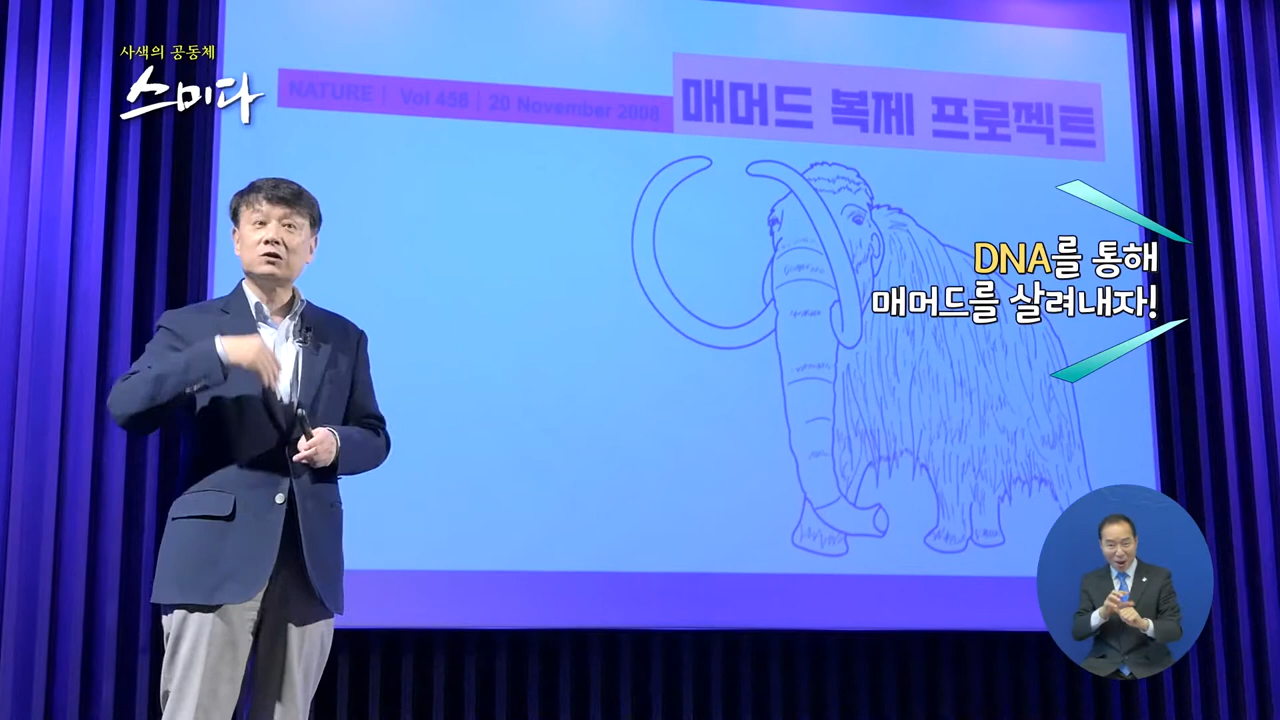 사색의 공동체
스미다
NATURE | Vol 456 | 20 November 2008
매머드 복제 프로젝트
DNA를 통해
매머드를 살려내자!